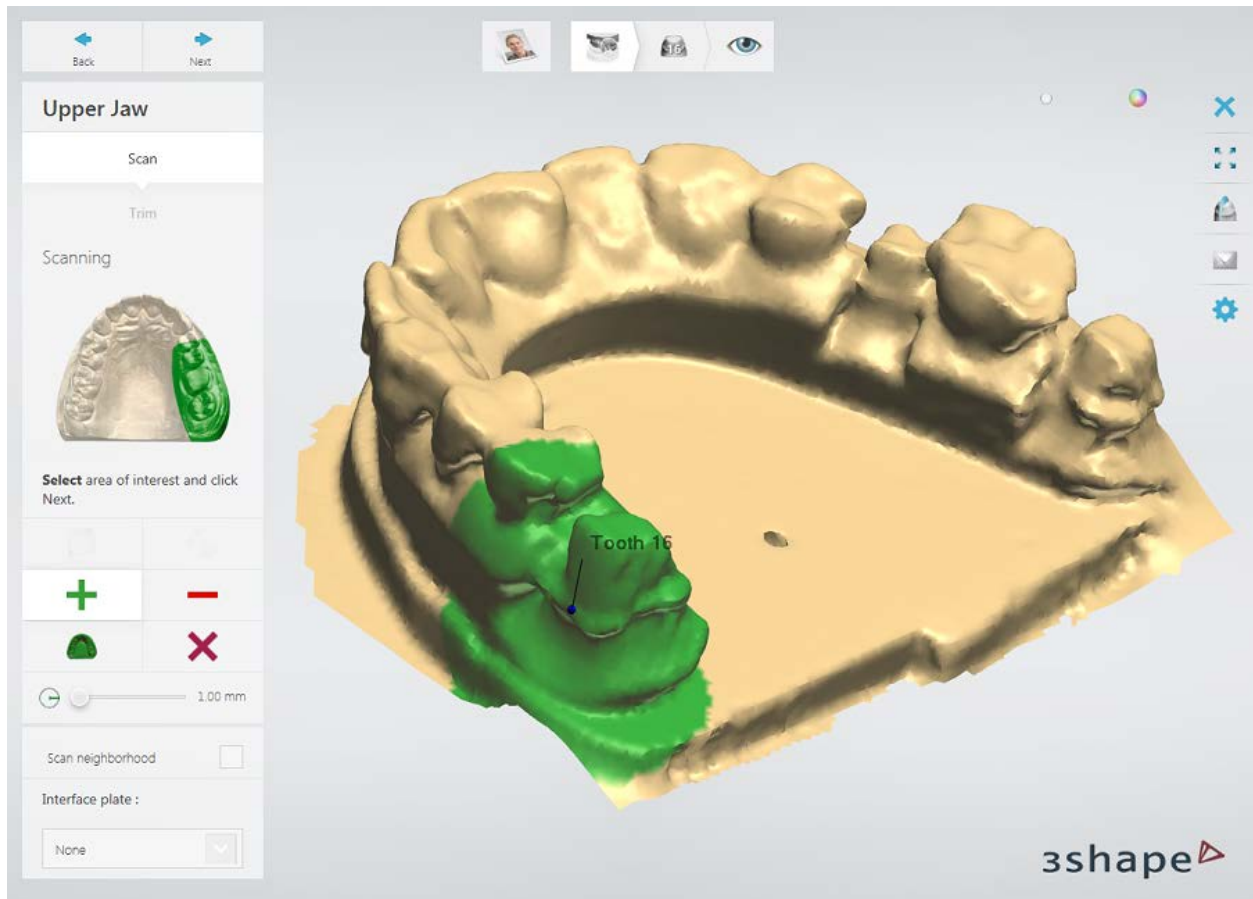 Back
Next
16
Upper Jaw
Scan
Trim
Scanning
Select area of interest and click
Next.
1.00 mm
Scan neighborhood
Interface plate :
None
Tooth 16
3shape